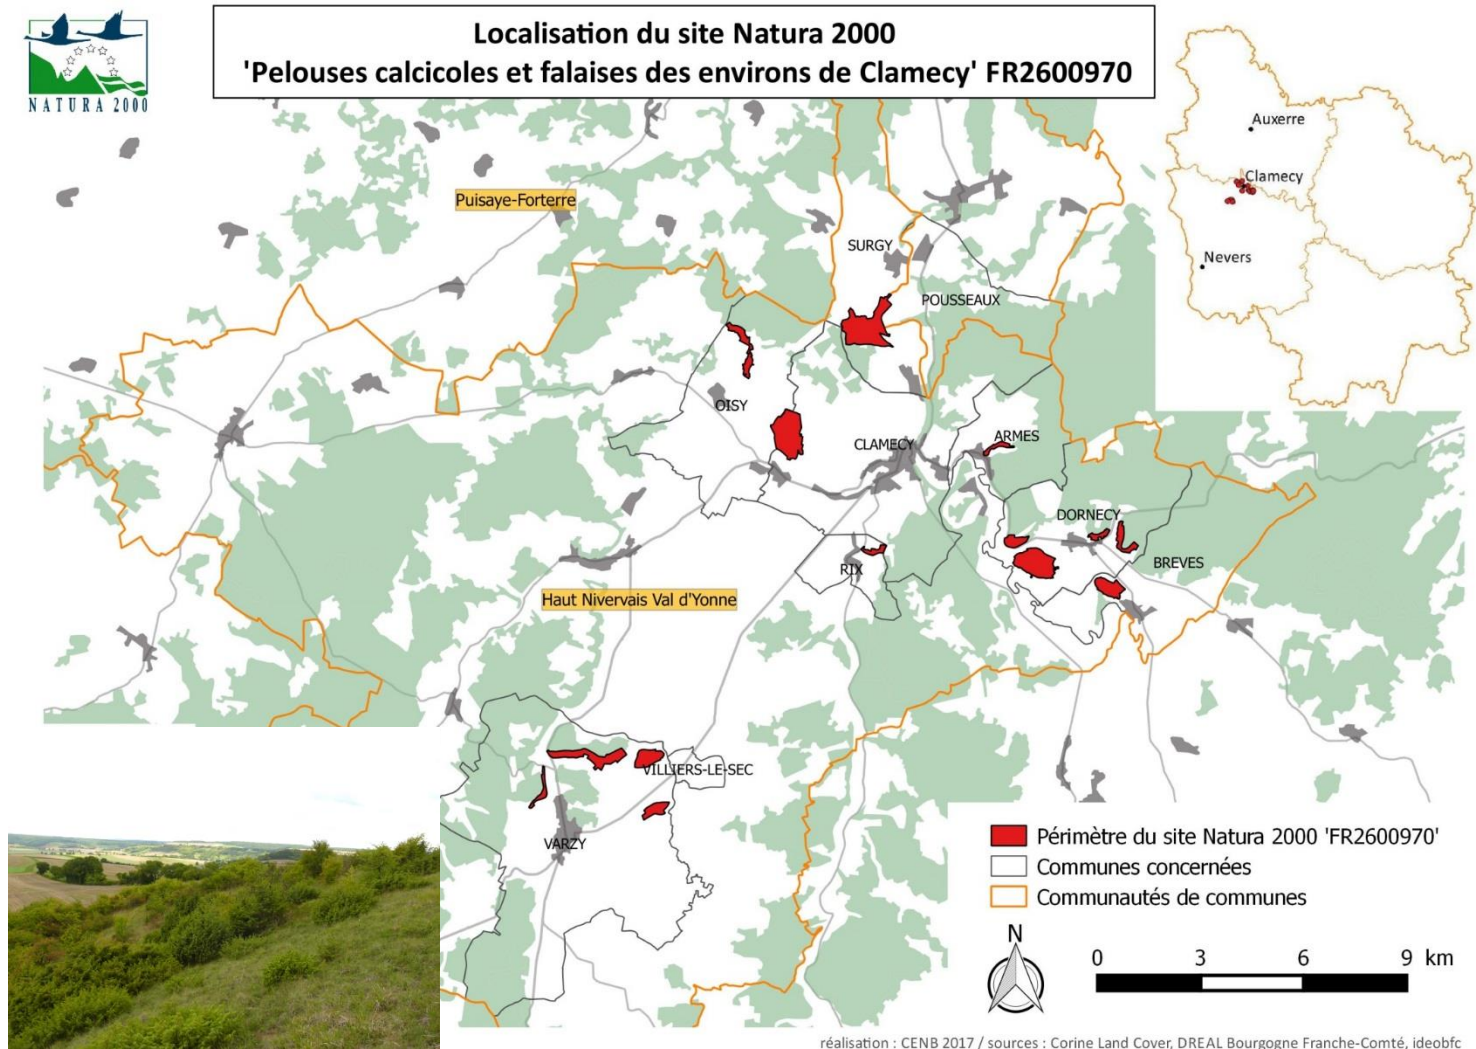 Localisation du site Natura 2000
'Pelouses calcicoles et falaises des environs de Clamecy' FR2600970
NATURA 2000
Auxerre
Clamecy
Nevers
Puisaye-Forterre
SURGY
POUSSEAUX
OISY
CLAMECY
ARMES
DORNECY
BREVES
RIX
Haut Nivervais Val d'Yonne
VILLIERS-LE-SEC
VARZY
Périmètre du site Natura 2000 'FR2600970'
Communes concernées
Communautés de communes
N
0 3 6 9 km
réalisation : CENB 2017 / sources : Corine Land Cover, DREAL Bourgogne Franche-Comté, ideobfc